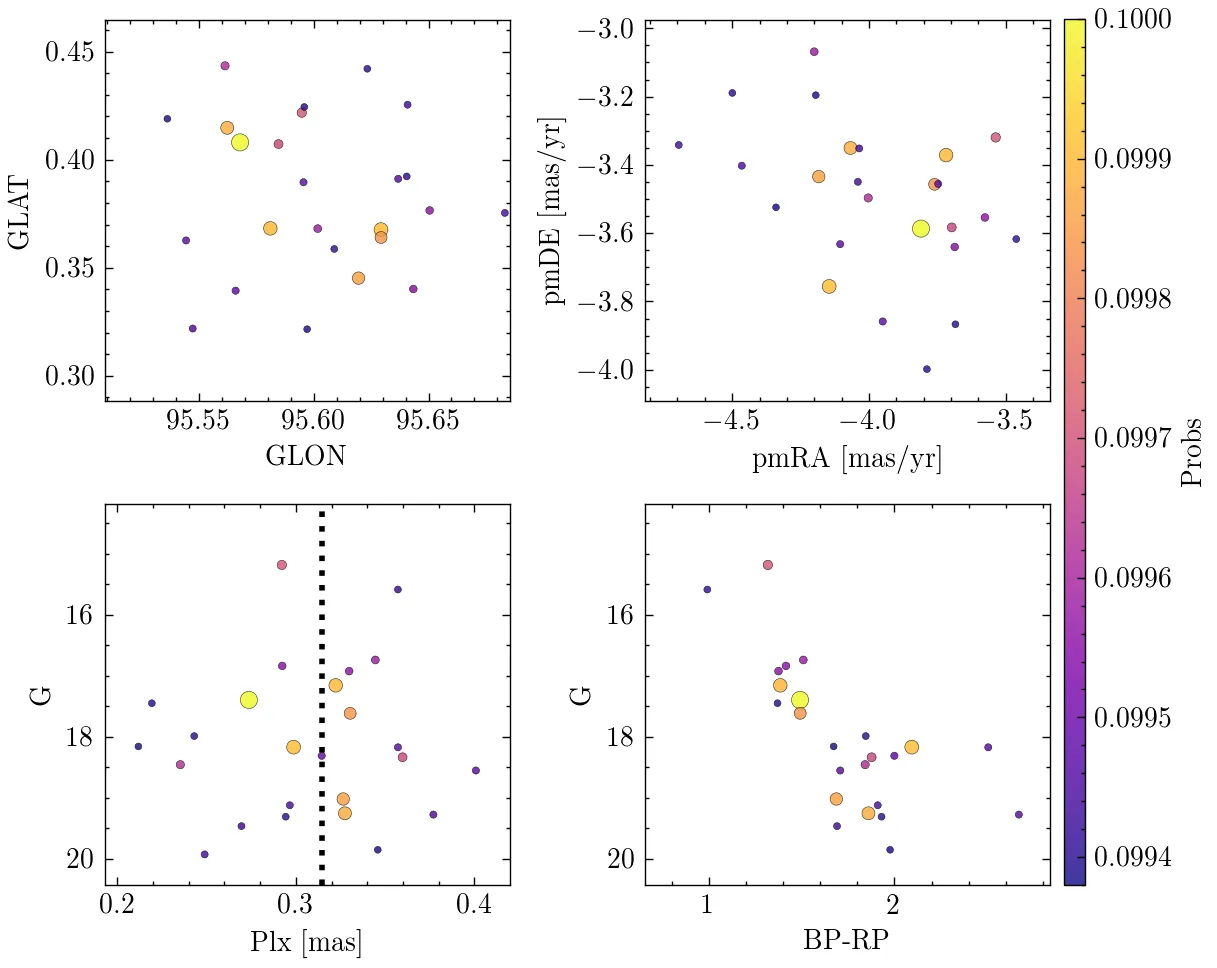 0.45
0.40
0.35
0.30
GLAT
95.55 95.60 95.65
GLON
−3.0
−3.2
−3.4
−3.6
−3.8
−4.0
pmDE [mas/yr]
−4.5 −4.0 −3.5
pmRA [mas/yr]
0.1000
0.0999
0.0998
0.0997
0.0996
0.0995
0.0994
Probs
16
18
20
G
0.2 0.3 0.4
Plx [mas]
16
18
20
G
1 2
BP-RP